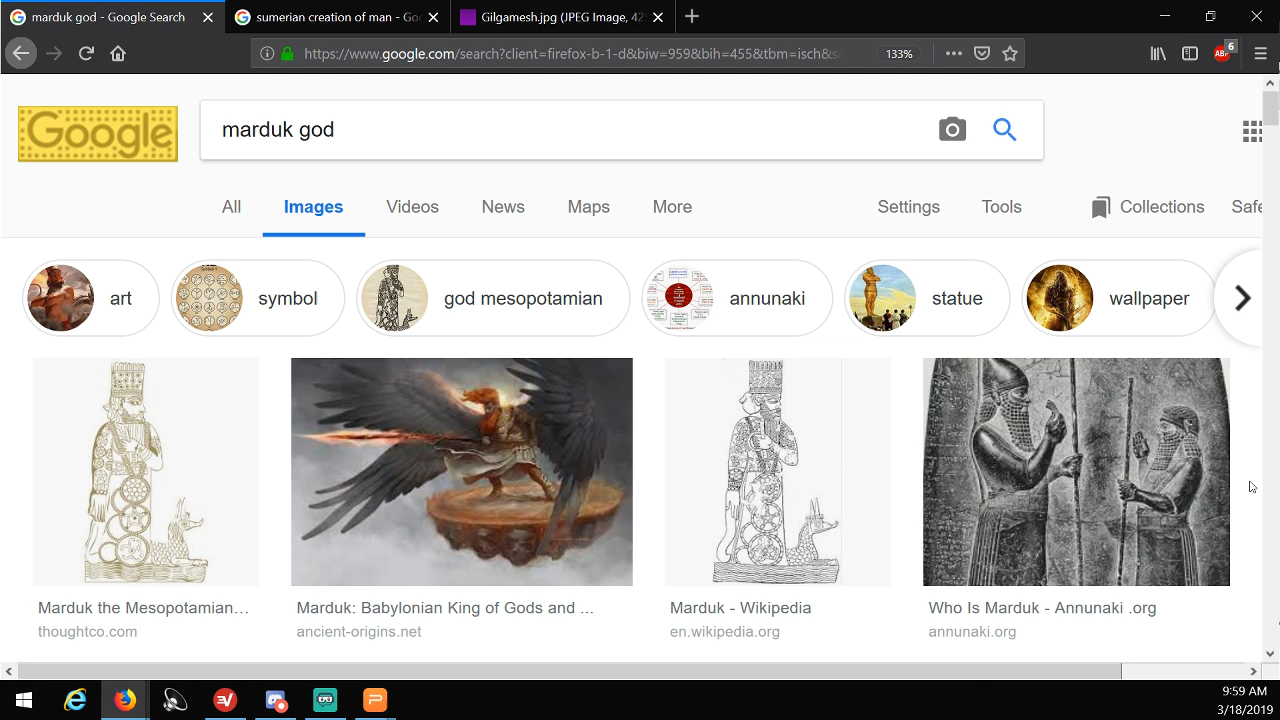 marduk god - Google Search
sumerian creation of man - Goo
Gilgamesh.jpg (JPEG Image, 42
https://www.google.com/search?client=firefox-b-1-d&biw=959&bih=455&tbm=isch&s
133%
ABP
6
Google
marduk god
All
Images
Videos
News
Maps
More
Settings
Tools
Collections
Safe
art
symbol
god mesopotamian
annunaki
statue
wallpaper
Marduk the Mesopotamian...
thoughtco.com
Marduk: Babylonian King of Gods and ...
ancient-origins.net
Marduk - Wikipedia
en.wikipedia.org
Who Is Marduk - Annunaki .org
annunaki.org
9:59 AM
3/18/2019